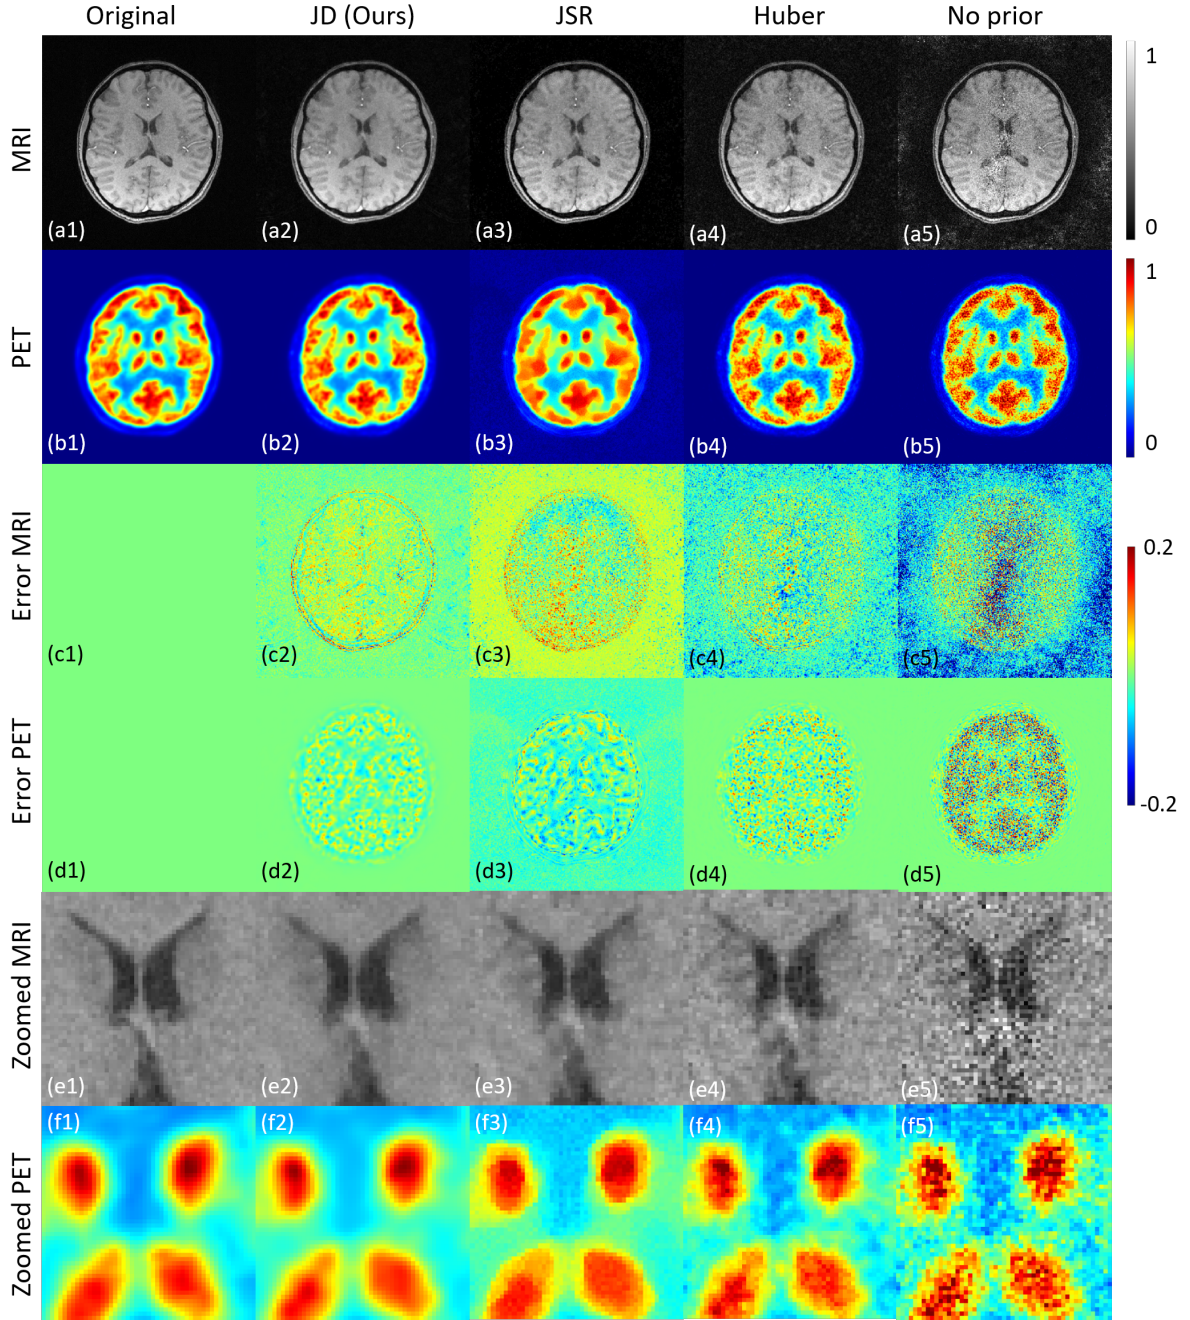 Original JD (Ours) JSR Huber No prior
MRI
(a1) (a2) (a3) (a4) (a5)
1
0
PET
(b1) (b2) (b3) (b4) (b5)
1
0
Error MRI
(c1) (c2) (c3) (c4) (c5)
0.2
Error PET
(d1) (d2) (d3) (d4) (d5)
-0.2
Zoomed MRI
(e1) (e2) (e3) (e4) (e5)
Zoomed PET
(f1) (f2) (f3) (f4) (f5)